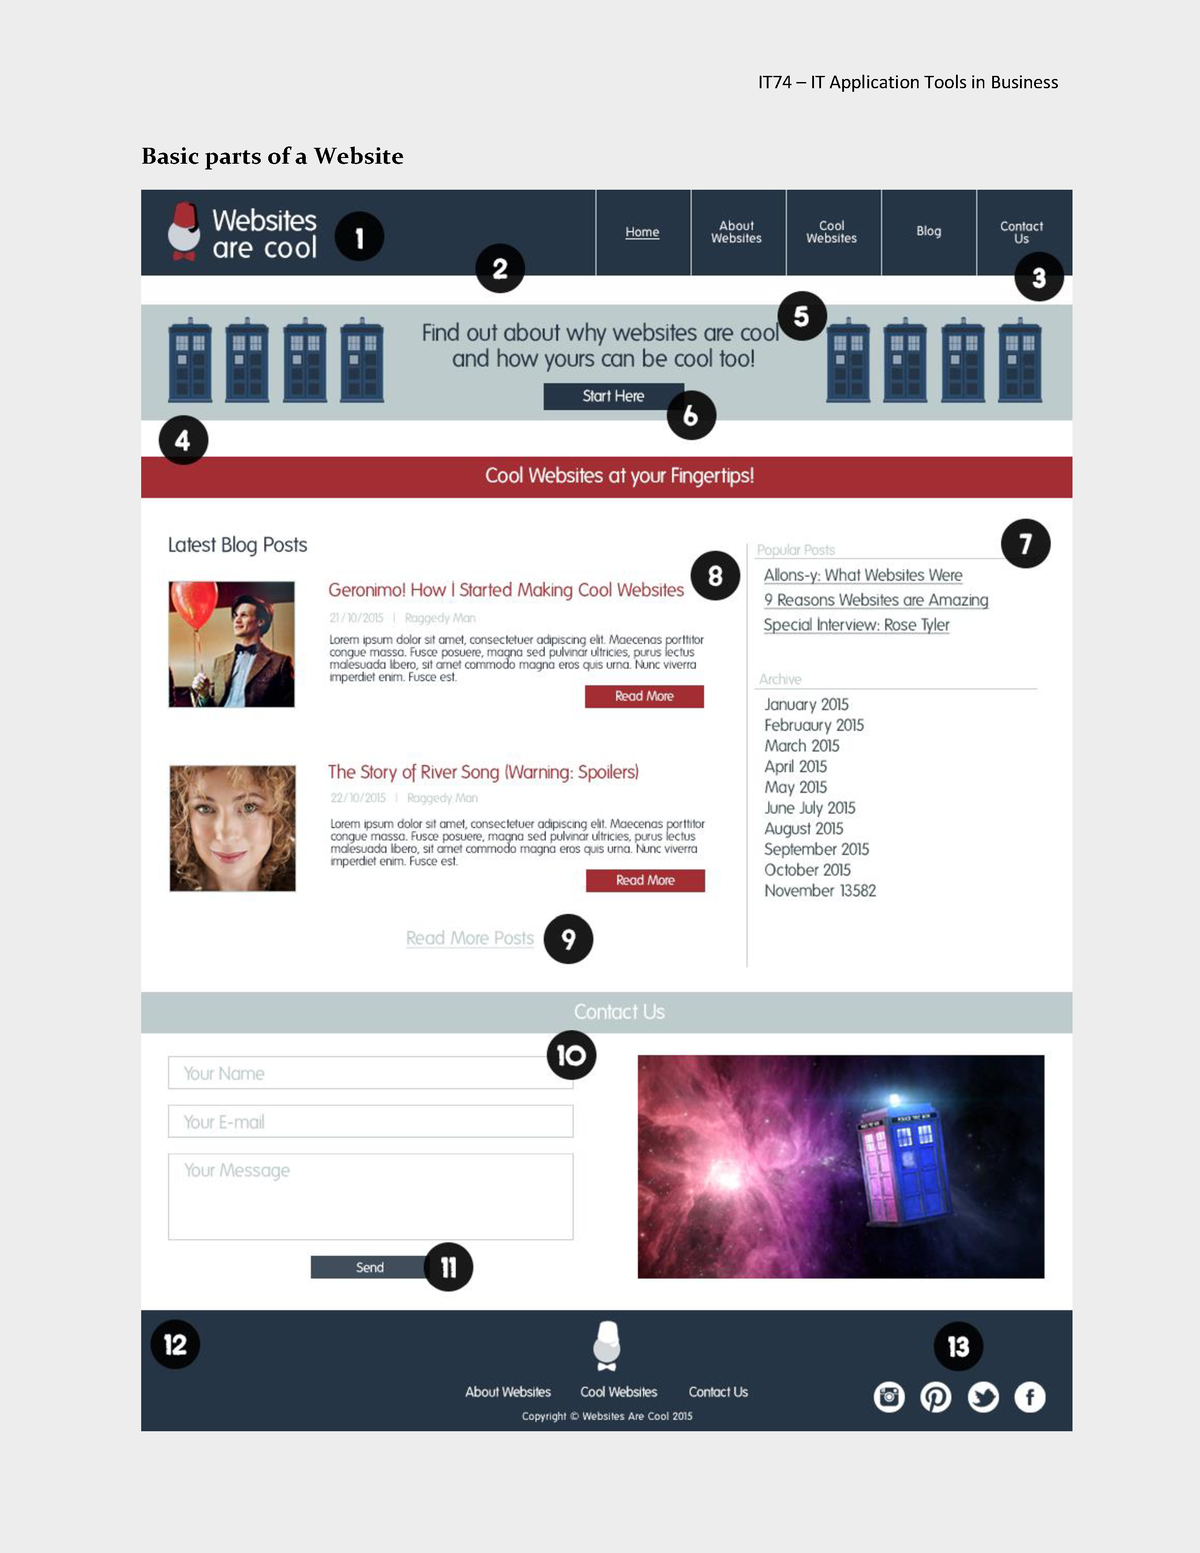 IT74 – IT Application Tools in Business
Basic parts of a Website
Websites
are cool
1
2
Home
About
Websites
Cool
Websites
Blog
Contact
Us
3
Find out about why websites are cool
and how yours can be cool too!
5
Start Here
6
4
Cool Websites at your Fingertips!
Latest Blog Posts
Geronimo! How I Started Making Cool Websites
8
21/10/2015 | Raggedy Man
Lorem ipsum dolor sit amet, consectetuer adipiscing elit. Maecenas porttitor
congue massa. Fusce posuere, magna sed pulvinar ultricies, purus lectus
malesuada libero, sit amet commodo magna eros quis urna. Nunc viverra
imperdiet enim. Fusce est.
Read More
The Story of River Song (Warning: Spoilers)
22/10/2015 | Raggedy Man
Lorem ipsum dolor sit amet, consectetuer adipiscing elit. Maecenas porttitor
congue massa. Fusce posuere, magna sed pulvinar ultricies, purus lectus
malesuada libero, sit amet commodo magna eros quis urna. Nunc viverra
imperdiet enim. Fusce est.
Read More
Read More Posts
9
7
Popular Posts
Allons-y: What Websites Were
9 Reasons Websites are Amazing
Special Interview: Rose Tyler
Archive
January 2015
Februaury 2015
March 2015
April 2015
May 2015
June July 2015
August 2015
September 2015
October 2015
November 13582
Contact Us
10
Your Name
Your E-mail
Your Message
Send
11
12
13
About Websites
Cool Websites
Contact Us
Copyright © Websites Are Cool 2015